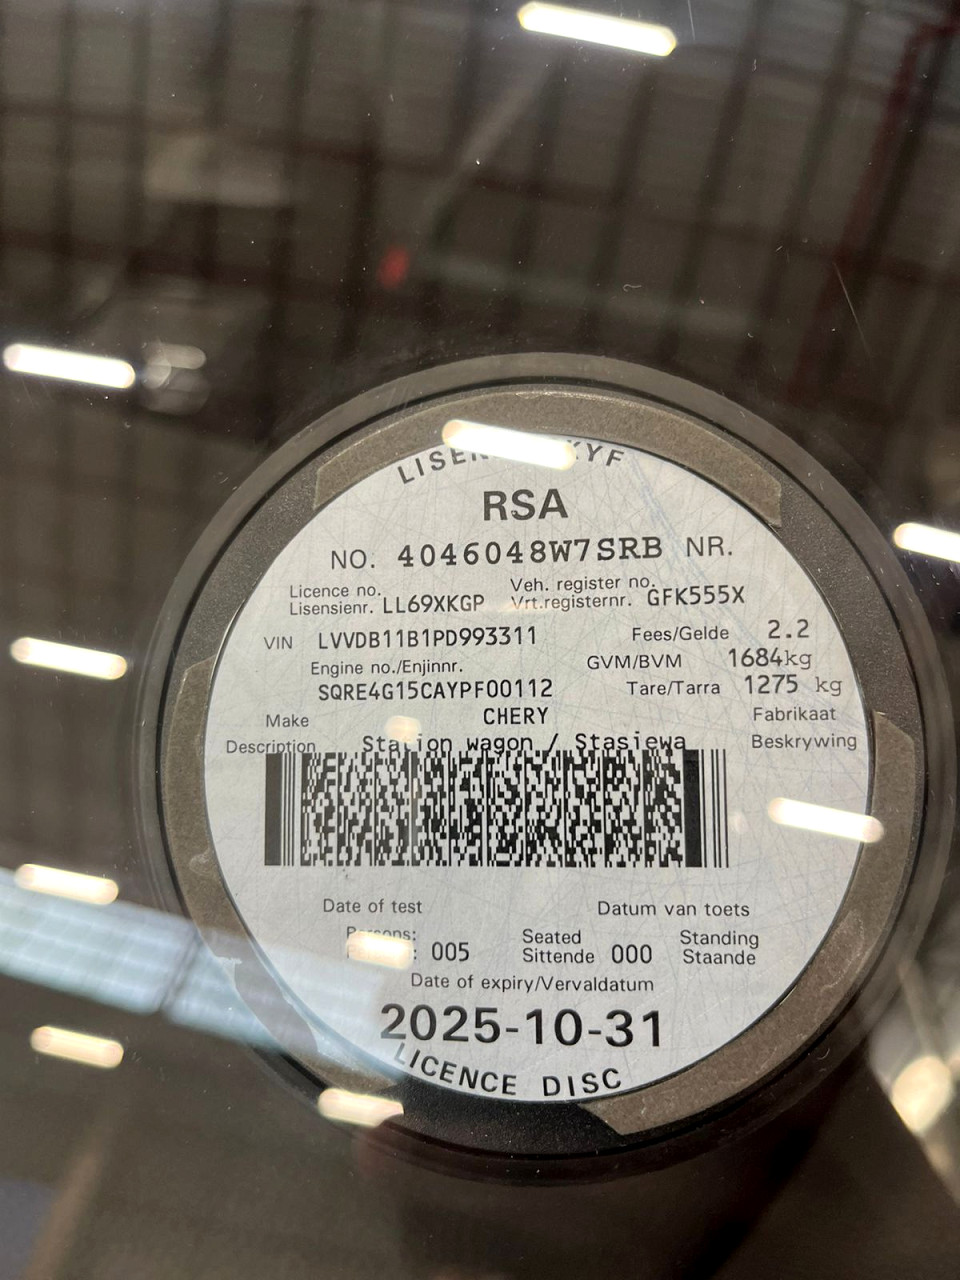 RSA
NO. 4046048W7SRB NR.
Licence no. Veh. register no.
Lisensienr. LL69XKGP Vrt.registernr. GFK555X
VIN LVVDB11B1PD993311 Fees/Gelde 2.2
Engine no./Enjinnr. GVM/BVM 1684kg
SQRE4G15CAYPF00112 Tare/Tarra 1275 kg
Make CHERY Fabrikaat
Description Station wagon / Stasiewa Beskrywing
Date of test Datum van toets
Persons: Seated Standing
005 Sittende 000 Staande
Date of expiry/Vervaldatum
2025-10-31
LICENCE DISC